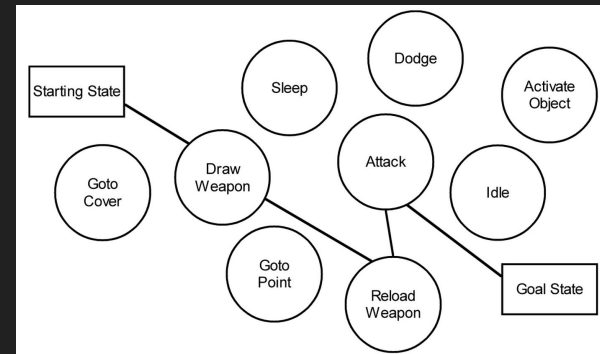 Starting State
Sleep
Dodge
Activate
Object
Goto
Cover
Draw
Weapon
Attack
Idle
Goto
Point
Reload
Weapon
Goal State